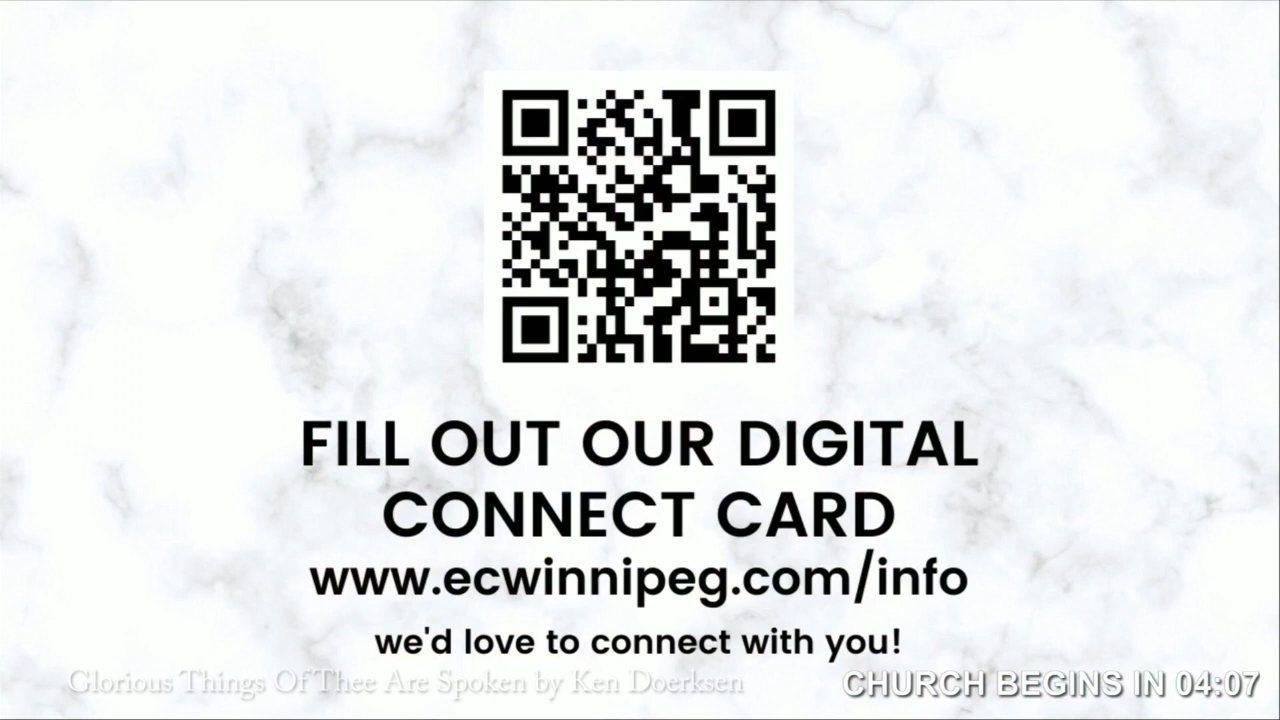 FILL OUT OUR DIGITAL
CONNECT CARD
www.ecwinnipeg.com/info
we'd love to connect with you!
Glorious Things Of Thee Are Spoken by Ken Doerksen
CHURCH BEGINS IN 04:07